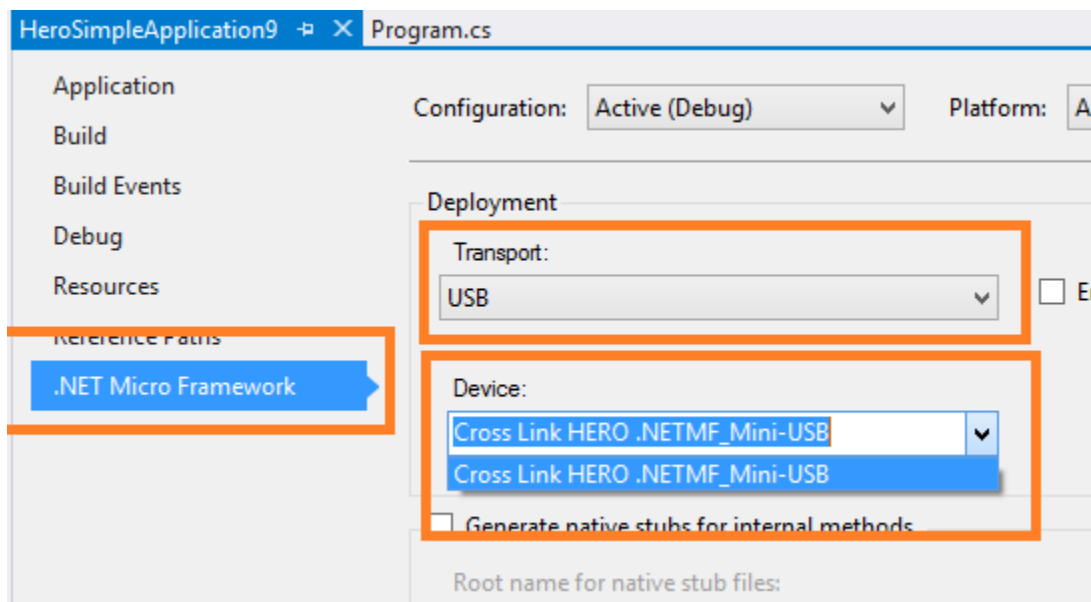 HeroSimpleApplication9 Program.cs
Application
Build
Build Events
Debug
Resources
Reference Paths
.NET Micro Framework
Configuration: Active (Debug) Platform: A
Deployment
Transport:
USB
Device:
Cross Link HERO .NETMF_Mini-USB
Cross Link HERO .NETMF_Mini-USB
Generate native stubs for internal methods
Root name for native stub files: